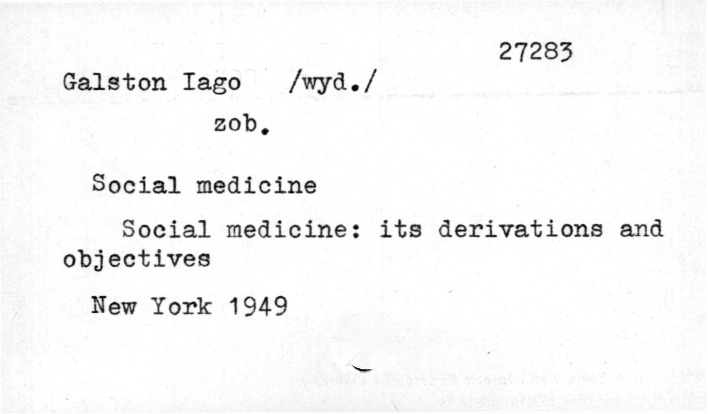 27283
Galston Iago /wyd./
zob.
Social medicine
Social medicine: its derivations and
objectives
New York 1949